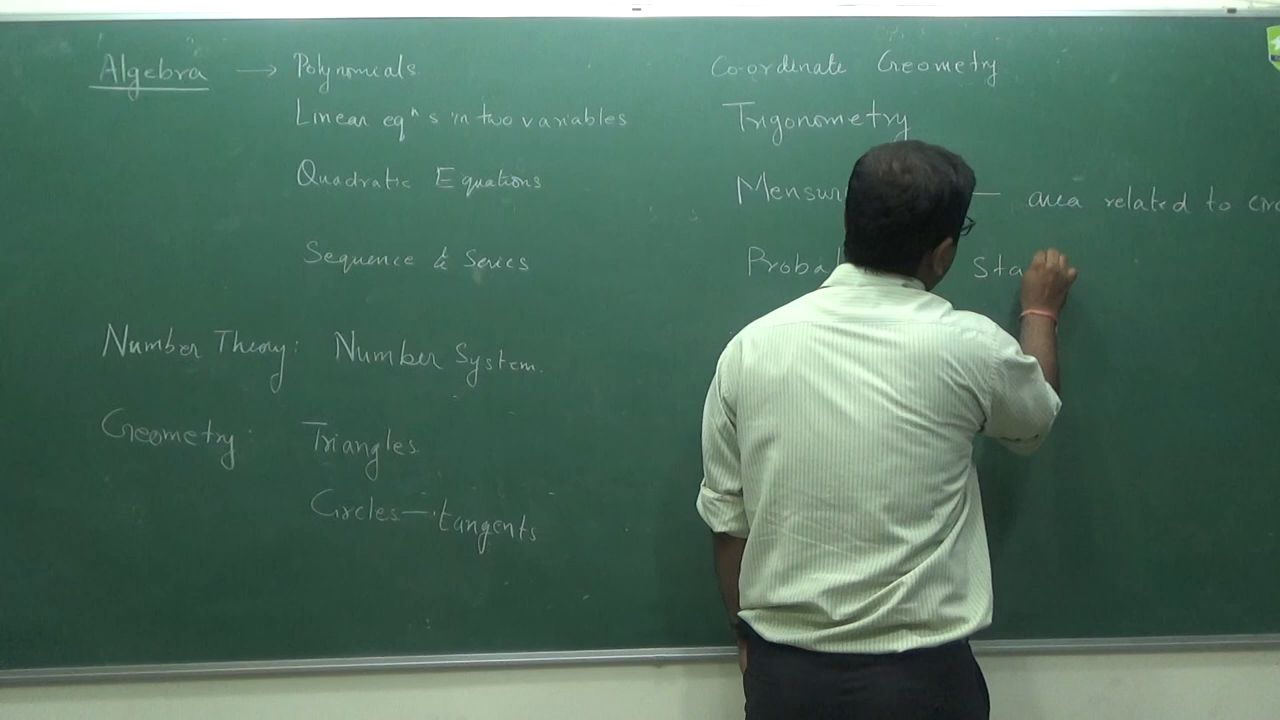 Algebra → Polynomials
Linear eqⁿs in two variables
Quadratic Equations
Sequence & Series
Number Theory: Number System.
Geometry: Triangles
Circles — tangents
Co-ordinate Geometry
Trigonometry
— area related to